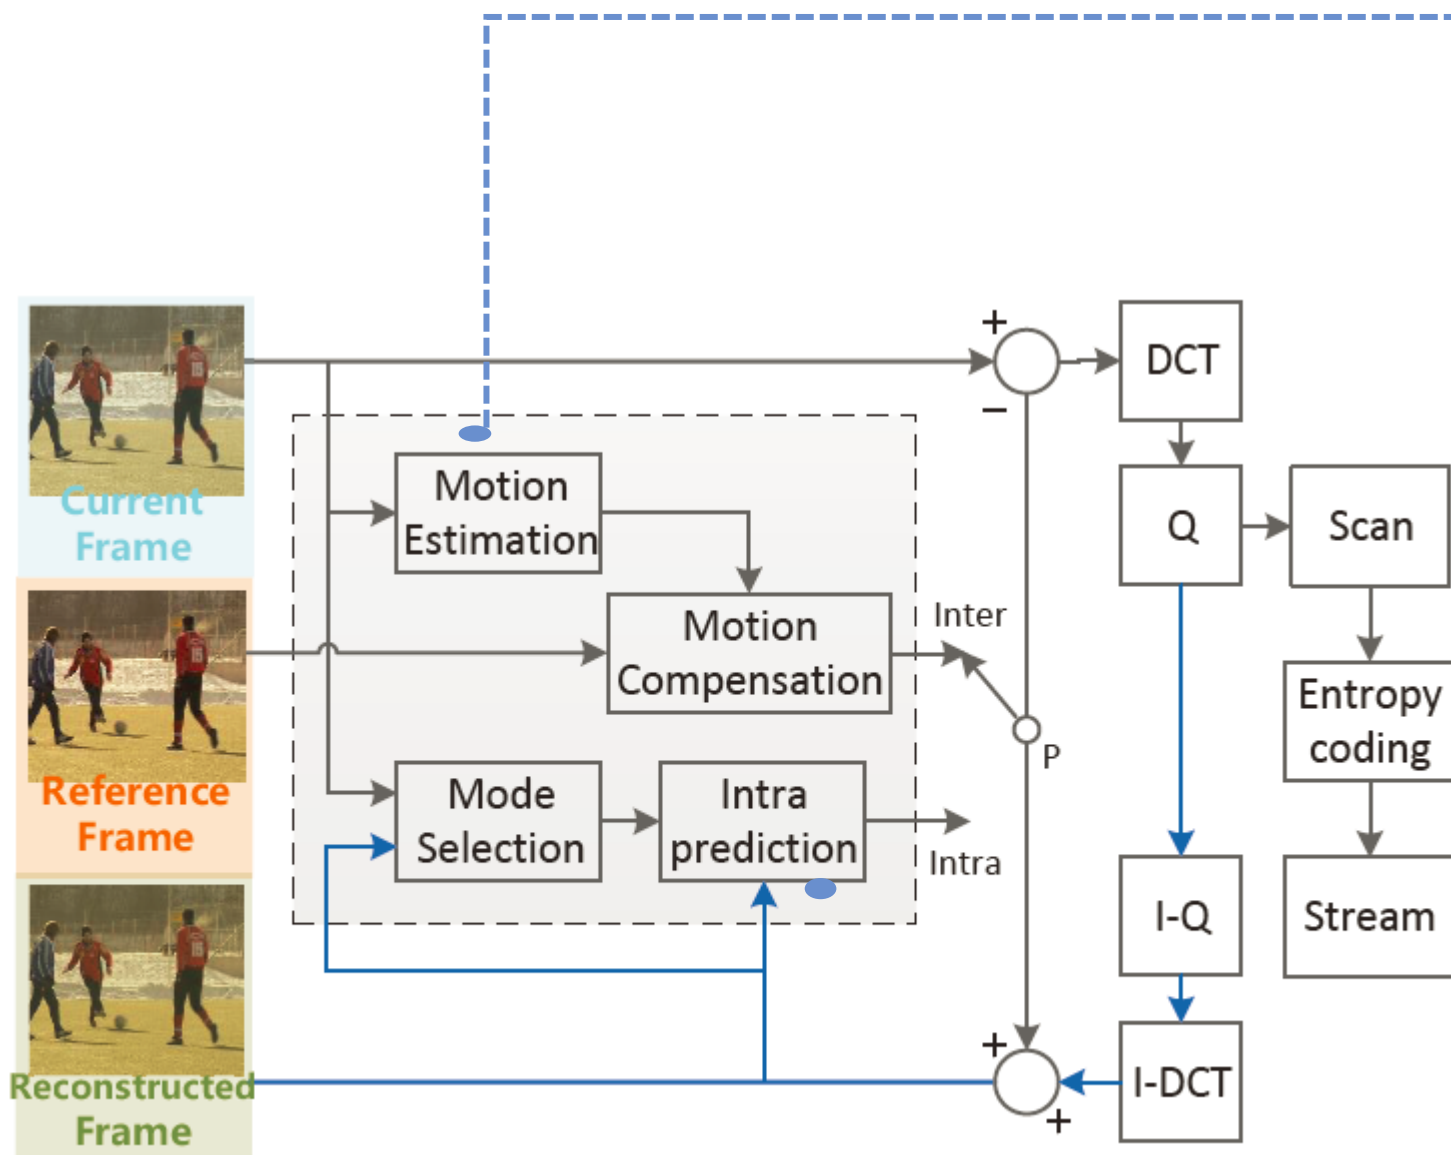 +
DCT
−
Current
Frame
Motion
Estimation
Q
Scan
Inter
Motion
Compensation
Entropy
coding
P
Reference
Frame
Mode
Selection
Intra
prediction
Intra
I-Q
Stream
+
I-DCT
+
Reconstructed
Frame